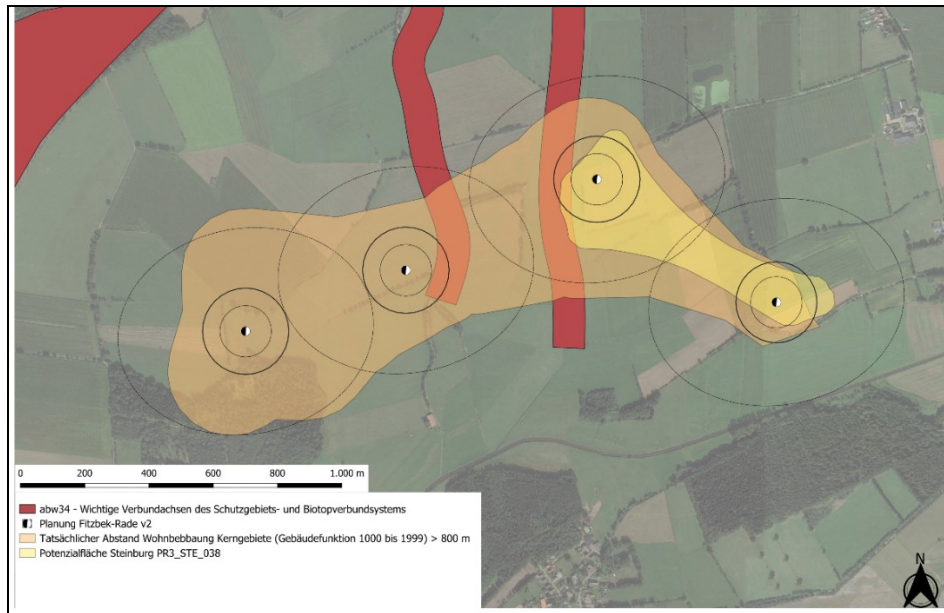 N
0 200 400 600 800 1.000 m
abw34 - Wichtige Verbundachsen des Schutzgebiets- und Biotopverbundsystems
Planung Fitzbek-Rade v2
Tatsächlicher Abstand Wohnbebbaung Kerngebiete (Gebäudefunktion 1000 bis 1999) > 800 m
Potenzialfläche Steinburg PR3_STE_038